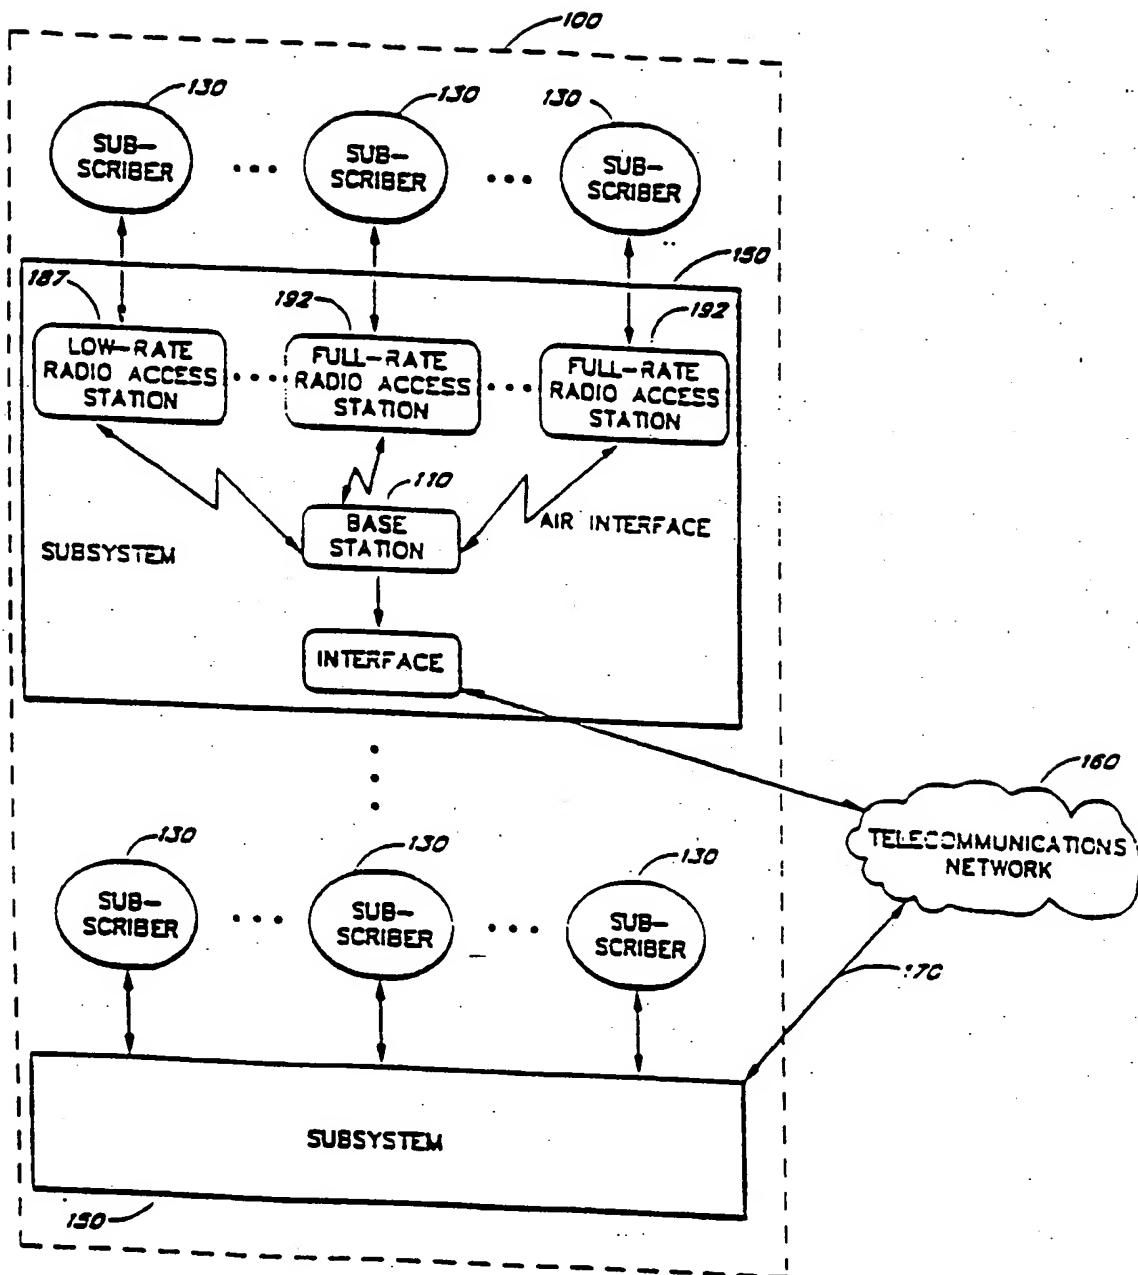 100
130
130
130
SUB-
SCRIBER
SUB-
SCRIBER
SUB-
SCRIBER
150
187
192
192
LOW-RATE
RADIO ACCESS
STATION
FULL-RATE
RADIO ACCESS
STATION
FULL-RATE
RADIO ACCESS
STATION
110
BASE
STATION
AIR INTERFACE
SUBSYSTEM
INTERFACE
160
TELECOMMUNICATIONS
NETWORK
130
130
130
SUB-
SCRIBER
SUB-
SCRIBER
SUB-
SCRIBER
170
SUBSYSTEM
150